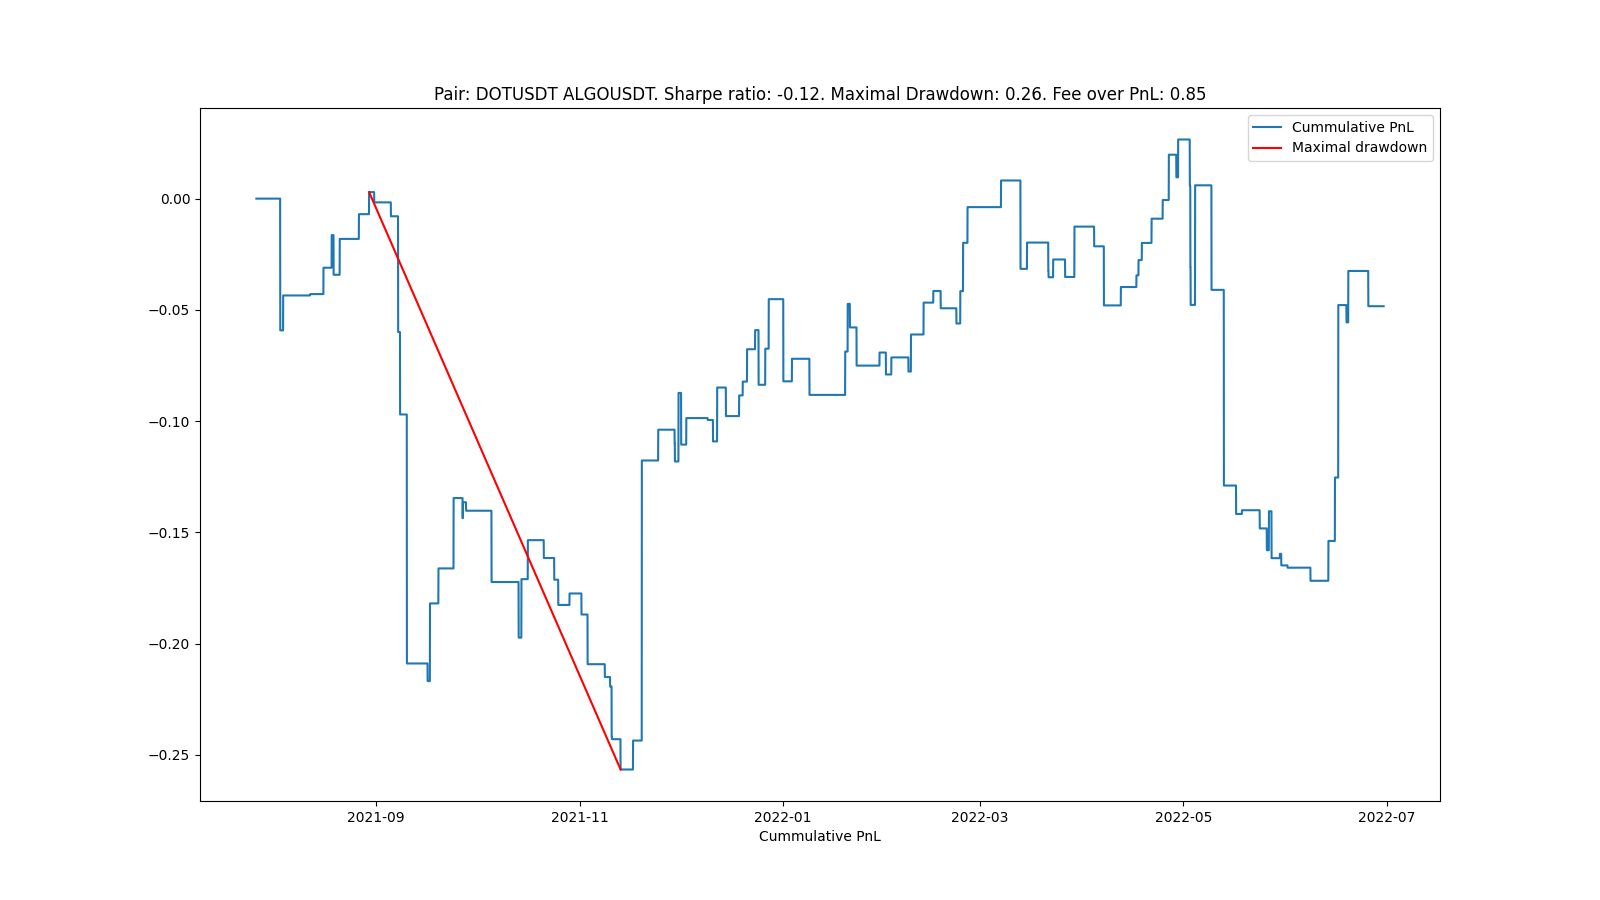 Pair: DOTUSDT ALGOUSDT. Sharpe ratio: -0.12. Maximal Drawdown: 0.26. Fee over PnL: 0.85
Cummulative PnL
Maximal drawdown
0.00
−0.05
−0.10
−0.15
−0.20
−0.25
2021-09 2021-11 2022-01 2022-03 2022-05 2022-07
Cummulative PnL